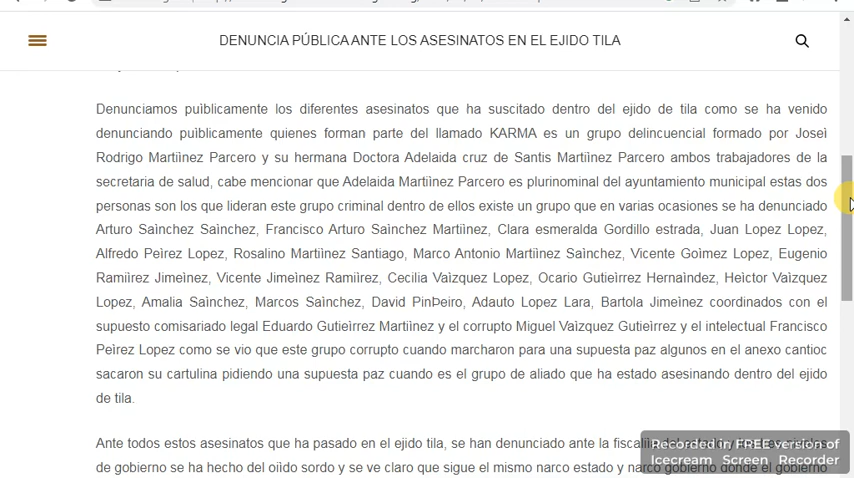 DENUNCIA PÚBLICA ANTE LOS ASESINATOS EN EL EJIDO TILA
Denunciamos puìblicamente los diferentes asesinatos que ha suscitado dentro del ejido de tila como se ha venido
denunciando puìblicamente quienes forman parte del llamado KARMA es un grupo delincuencial formado por Joseì
Rodrigo Martiìnez Parcero y su hermana Doctora Adelaida cruz de Santis Martiìnez Parcero ambos trabajadores de la
secretaria de salud, cabe mencionar que Adelaida Martiìnez Parcero es plurinominal del ayuntamiento municipal estas dos
personas son los que lideran este grupo criminal dentro de ellos existe un grupo que en varias ocasiones se ha denunciado
Arturo Saìnchez Saìnchez, Francisco Arturo Saìnchez Martiìnez, Clara esmeralda Gordillo estrada, Juan Lopez Lopez,
Alfredo Peìrez Lopez, Rosalino Martiìnez Santiago, Marco Antonio Martiìnez Saìnchez, Vicente Goìmez Lopez, Eugenio
Ramiìrez Jimeìnez, Vicente Jimeìnez Ramiìrez, Cecilia Vaìzquez Lopez, Ocario Gutieìrrez Hernaìndez, Heìctor Vaìzquez
Lopez, Amalia Saìnchez, Marcos Saìnchez, David PinÞeiro, Adauto Lopez Lara, Bartola Jimeìnez coordinados con el
supuesto comisariado legal Eduardo Gutieìrrez Martiìnez y el corrupto Miguel Vaìzquez Gutieìrrez y el intelectual Francisco
Peìrez Lopez como se vio que este grupo corrupto cuando marcharon para una supuesta paz algunos en el anexo cantioc
sacaron su cartulina pidiendo una supuesta paz cuando es el grupo de aliado que ha estado asesinando dentro del ejido
de tila.
Ante todos estos asesinatos que ha pasado en el ejido tila, se han denunciado ante la
de gobierno se ha hecho del oiìdo sordo y se ve claro que sigue el mismo narco estado y narco gobierno donde el gobierno
Recorded in FREE version of
Icecream Screen Recorder